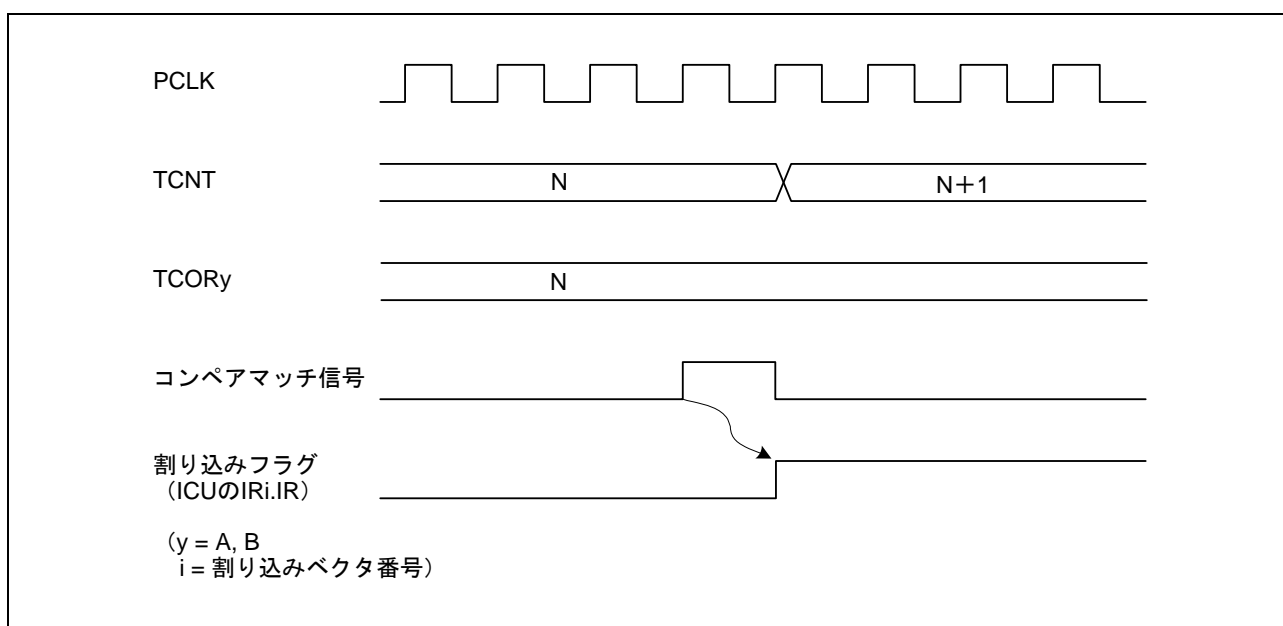 PCLK
TCNT
N
N＋1
TCORy
N
コンペアマッチ信号
割り込みフラグ
（ICUのIRi.IR）
（y = A, B
i = 割り込みベクタ番号）